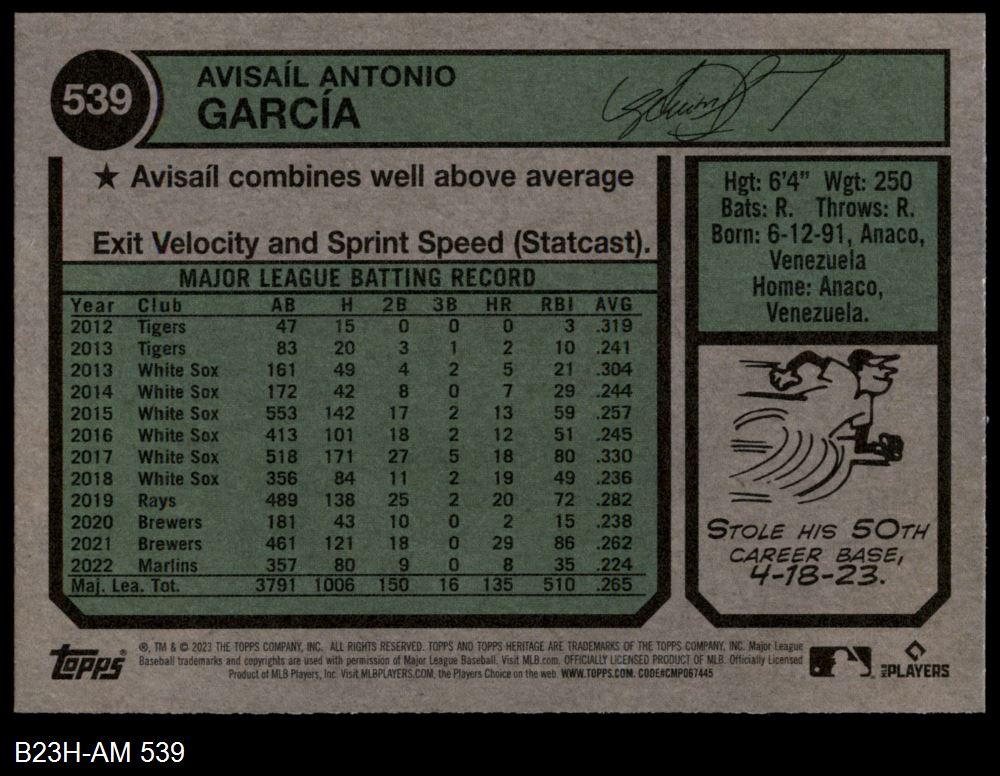 539
AVISAÍL ANTONIO
GARCÍA
★ Avisaíl combines well above average
Exit Velocity and Sprint Speed (Statcast).
MAJOR LEAGUE BATTING RECORD
Year Club AB H 2B 3B HR RBI AVG
2012 Tigers 47 15 0 0 0 3 .319
2013 Tigers 83 20 3 1 2 10 .241
2013 White Sox 161 49 4 2 5 21 .304
2014 White Sox 172 42 8 0 7 29 .244
2015 White Sox 553 142 17 2 13 59 .257
2016 White Sox 413 101 18 2 12 51 .245
2017 White Sox 518 171 27 5 18 80 .330
2018 White Sox 356 84 11 2 19 49 .236
2019 Rays 489 138 25 2 20 72 .282
2020 Brewers 181 43 10 0 2 15 .238
2021 Brewers 461 121 18 0 29 86 .262
2022 Marlins 357 80 9 0 8 35 .224
Maj. Lea. Tot. 3791 1006 150 16 135 510 .265
Hgt: 6'4" Wgt: 250
Bats: R. Throws: R.
Born: 6-12-91, Anaco,
Venezuela
Home: Anaco,
Venezuela.
STOLE HIS 50TH
CAREER BASE,
4-18-23.
topps
®, TM & © 2023 THE TOPPS COMPANY, INC. ALL RIGHTS RESERVED. TOPPS AND TOPPS HERITAGE ARE TRADEMARKS OF THE TOPPS COMPANY, INC. Major League
Baseball trademarks and copyrights are used with permission of Major League Baseball. Visit MLB.com. OFFICIALLY LICENSED PRODUCT OF MLB. Officially Licensed
Product of MLB Players, Inc. Visit MLBPLAYERS.COM, the Players Choice on the web. WWW.TOPPS.COM. CODE#CMP067445
MLB PLAYERS
B23H-AM 539